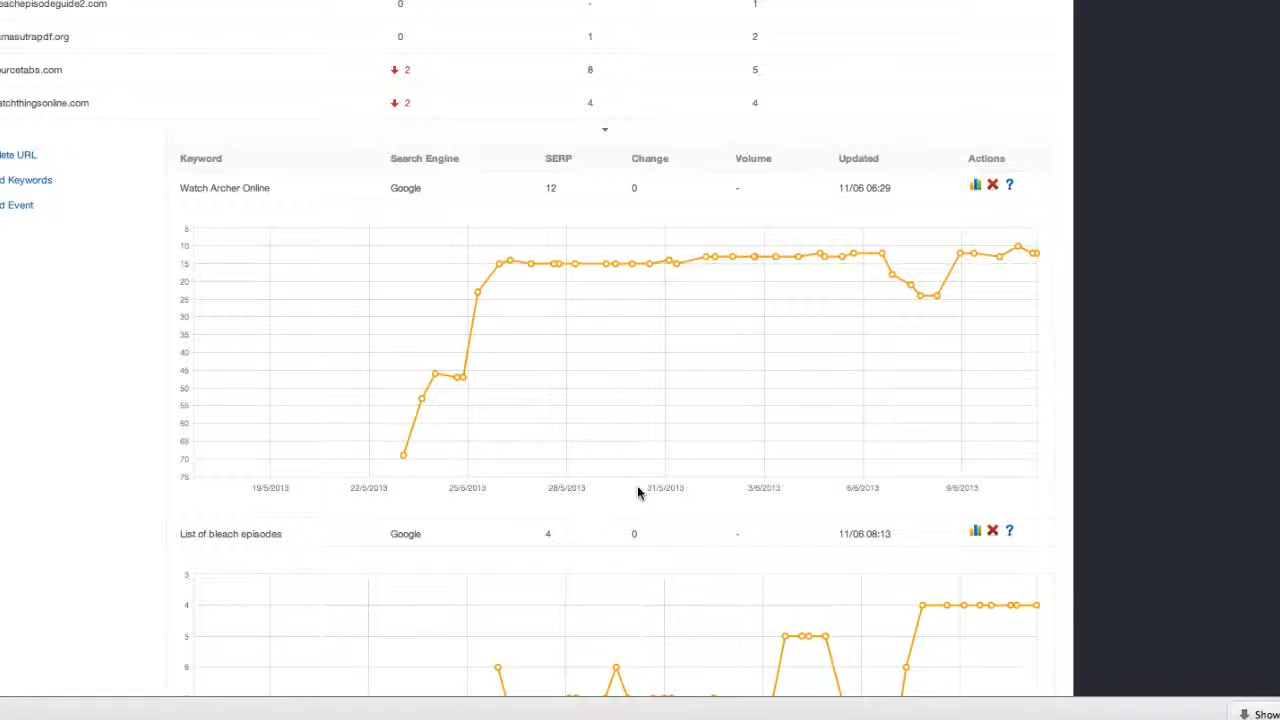 eachepisodeguide2.com 0 - 1
masutrapdf.org 0 1 2
urcetabs.com 2 8 5
atchthingsonline.com 2 4 4
ete URL
d Keywords
d Event
Keyword Search Engine SERP Change Volume Updated Actions
Watch Archer Online Google 12 0 - 11/06 06:29 ?
5
10
15
20
25
30
35
40
45
50
55
60
65
70
75
19/5/2013 22/5/2013 25/5/2013 28/5/2013 31/5/2013 3/6/2013 6/6/2013 9/6/2013
List of bleach episodes Google 4 0 - 11/06 08:13 ?
3
4
5
6
Show